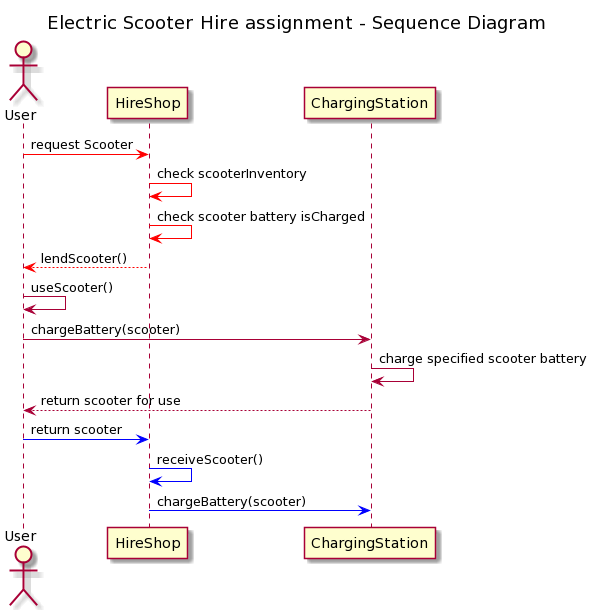 Electric Scooter Hire assignment - Sequence Diagram
User
HireShop
ChargingStation
request Scooter
check scooterInventory
check scooter battery isCharged
lendScooter()
useScooter()
chargeBattery(scooter)
charge specified scooter battery
return scooter for use
return scooter
receiveScooter()
chargeBattery(scooter)
User
HireShop
ChargingStation